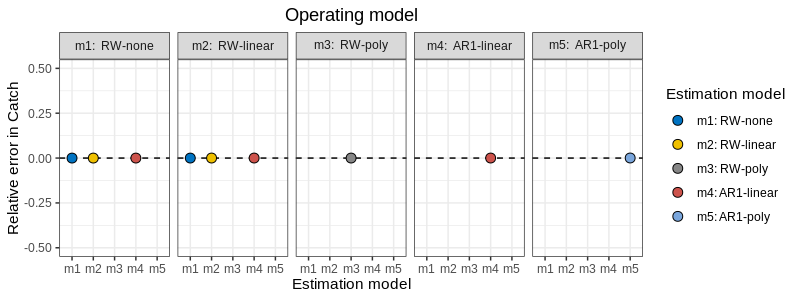 Operating model
m1: RW-none
m2: RW-linear
m3: RW-poly
m4: AR1-linear
m5: AR1-poly
Relative error in Catch
0.50
0.25
0.00
-0.25
-0.50
m1 m2 m3 m4 m5
m1 m2 m3 m4 m5
m1 m2 m3 m4 m5
m1 m2 m3 m4 m5
m1 m2 m3 m4 m5
Estimation model
Estimation model
m1: RW-none
m2: RW-linear
m3: RW-poly
m4: AR1-linear
m5: AR1-poly